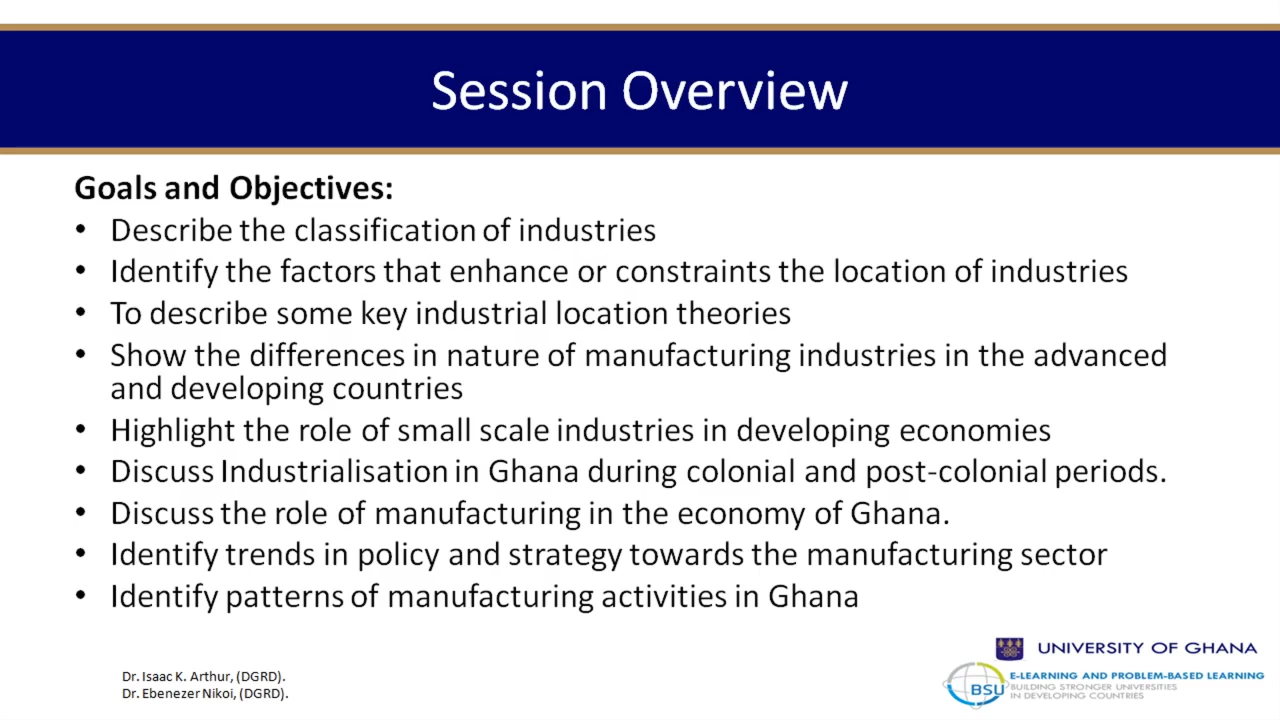 Session Overview
Goals and Objectives:
• Describe the classification of industries
• Identify the factors that enhance or constraints the location of industries
• To describe some key industrial location theories
• Show the differences in nature of manufacturing industries in the advanced
and developing countries
• Highlight the role of small scale industries in developing economies
• Discuss Industrialisation in Ghana during colonial and post-colonial periods.
• Discuss the role of manufacturing in the economy of Ghana.
• Identify trends in policy and strategy towards the manufacturing sector
• Identify patterns of manufacturing activities in Ghana
Dr. Isaac K. Arthur, (DGRD).
Dr. Ebenezer Nikoi, (DGRD).
UNIVERSITY OF GHANA
BSU
E-LEARNING AND PROBLEM-BASED LEARNING
BUILDING STRONGER UNIVERSITIES
IN DEVELOPING COUNTRIES